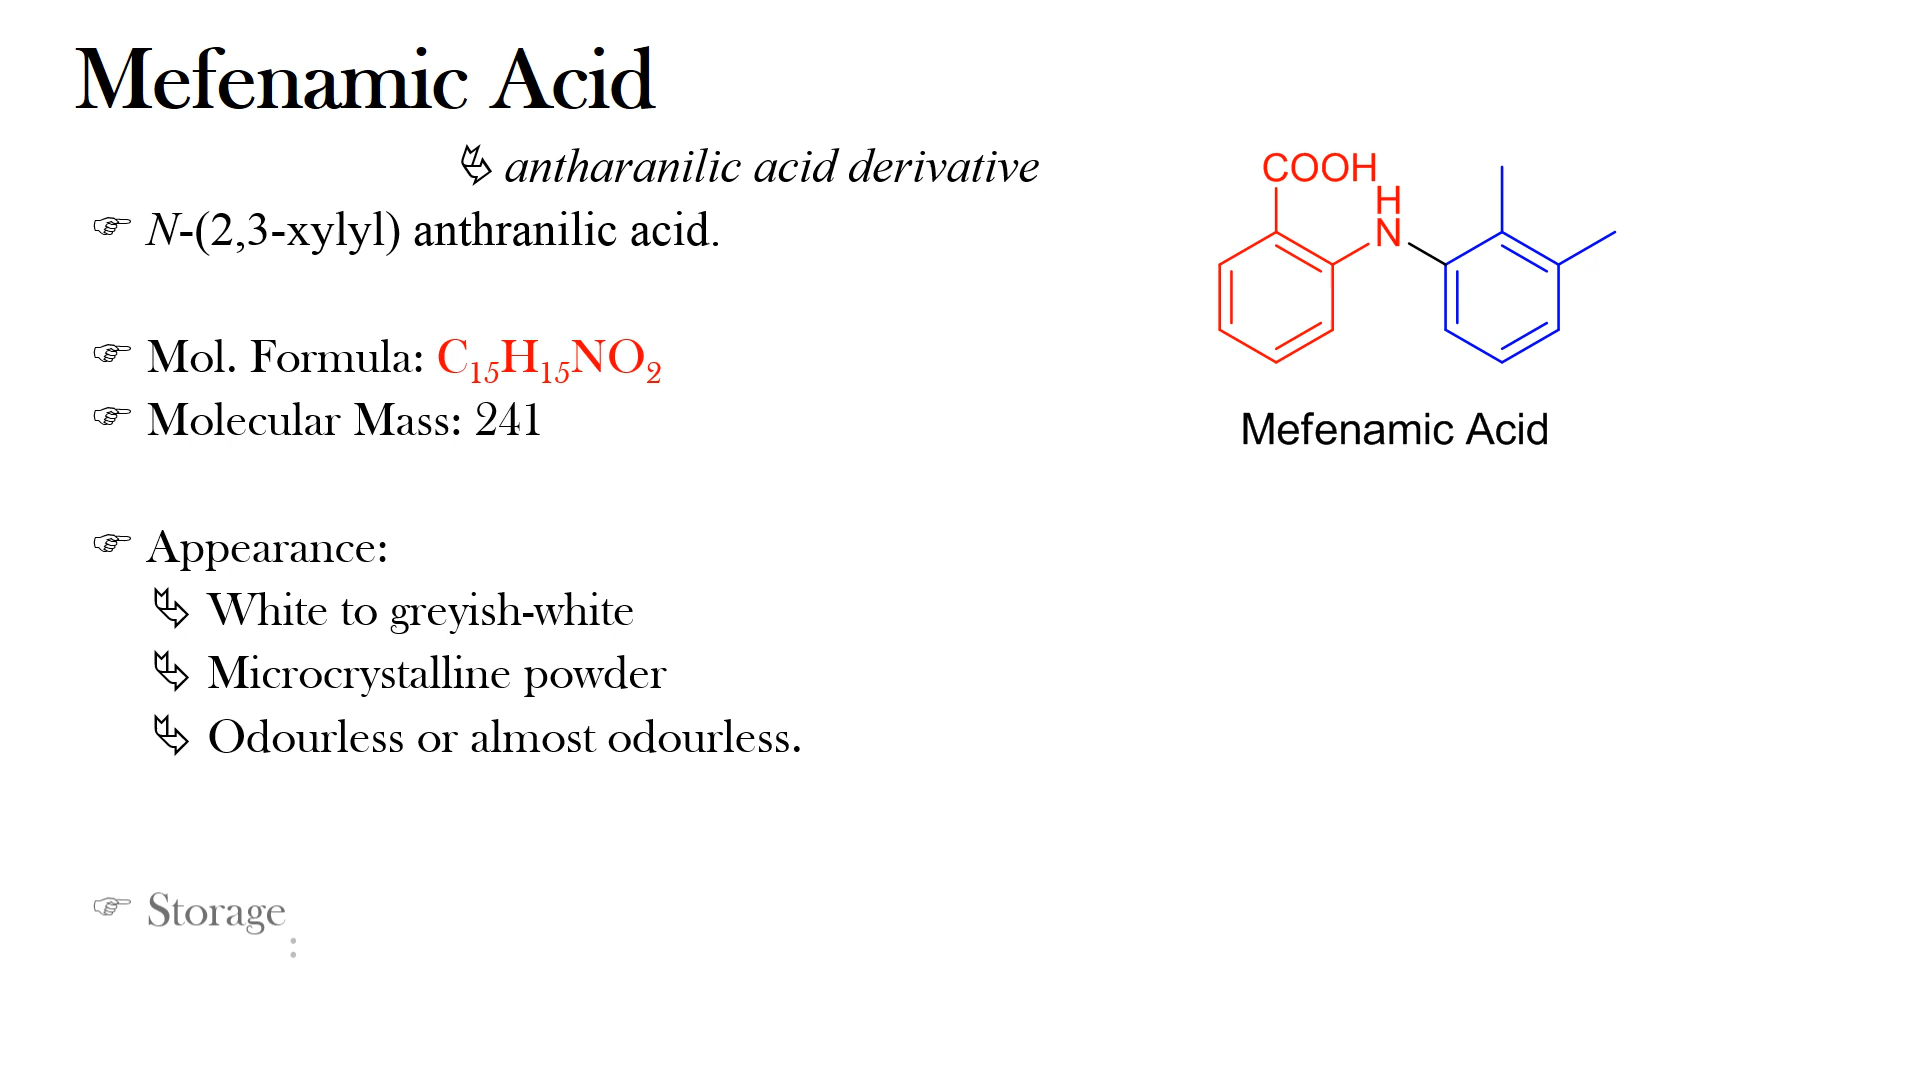 Mefenamic Acid
antharanilic acid derivative
N-(2,3-xylyl) anthranilic acid.
Mol. Formula: C₁₅H₁₅NO₂
Molecular Mass: 241
Appearance:
White to greyish-white
Microcrystalline powder
Odourless or almost odourless.
Storage:
COOH
H
N
Mefenamic Acid